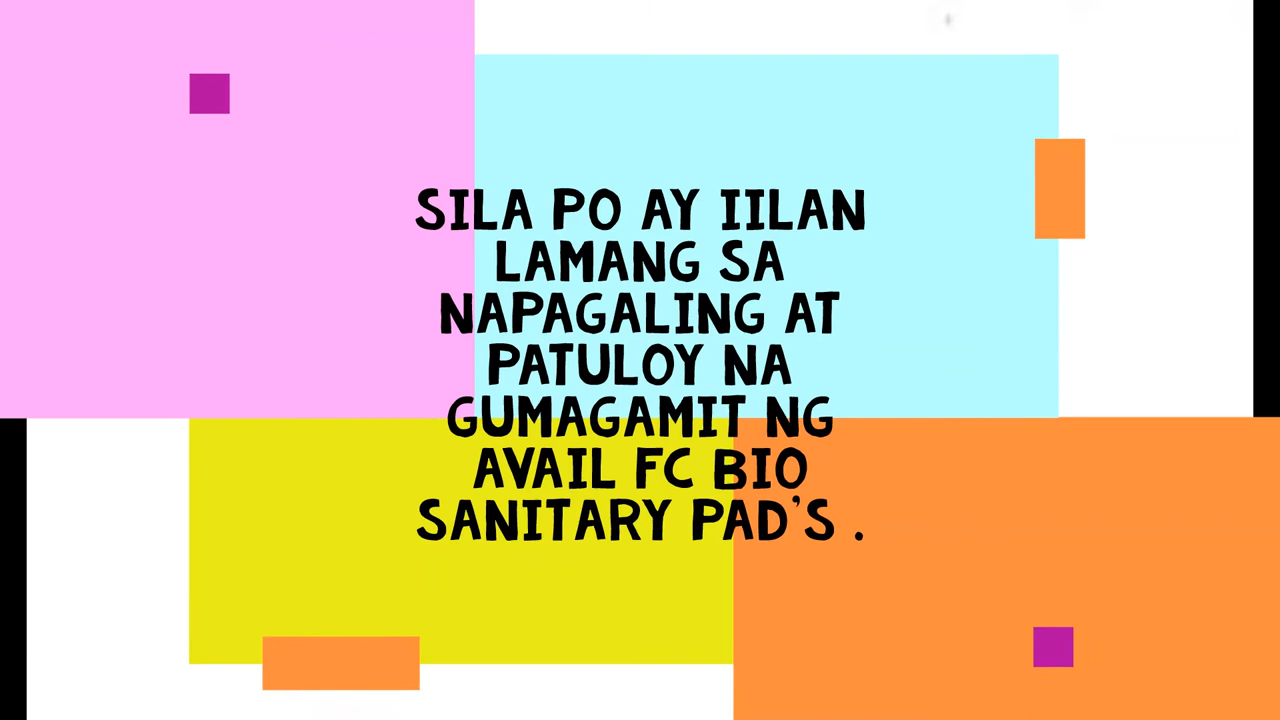 SILA PO AY IILAN
LAMANG SA
NAPAGALING AT
PATULOY NA
GUMAGAMIT NG
AVAIL FC BIO
SANITARY PAD'S .